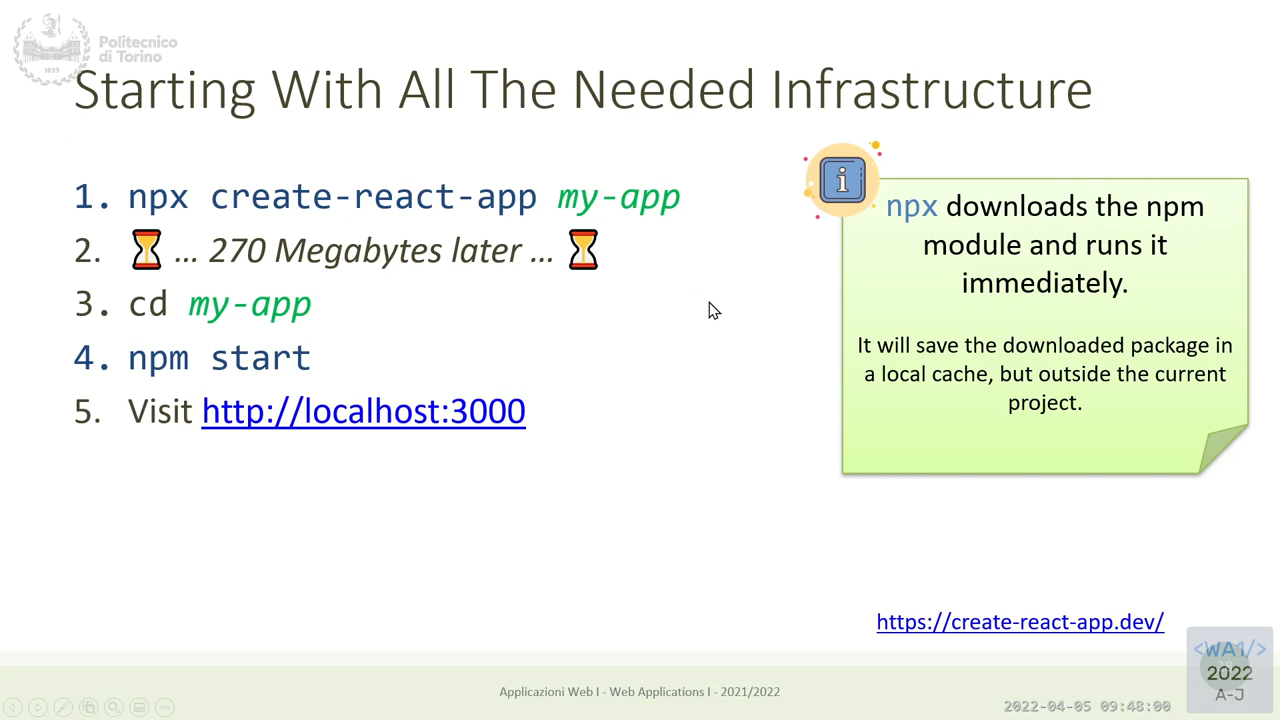 Politecnico
di Torino
1859
Starting With All The Needed Infrastructure
1. npx create-react-app my-app
2. ⏳ … 270 Megabytes later … ⏳
3. cd my-app
4. npm start
5. Visit http://localhost:3000
i
npx downloads the npm
module and runs it
immediately.
It will save the downloaded package in
a local cache, but outside the current
project.
https://create-react-app.dev/
Applicazioni Web I - Web Applications I - 2021/2022
2022-04-05 09:48:00
<WA1/>
2022
A-J